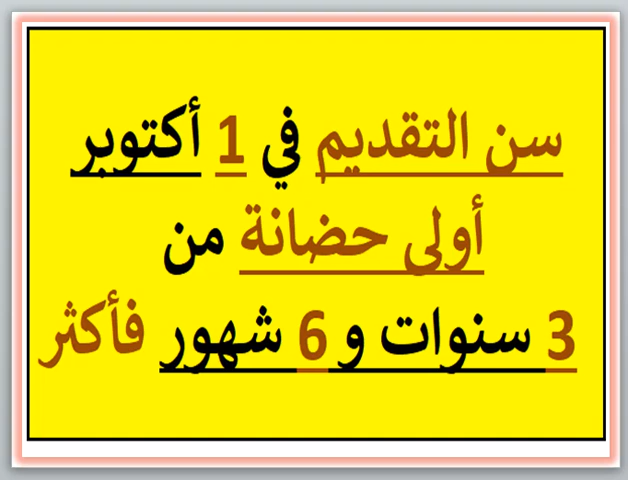 سن التقديم في 1 أكتوبر
أولى حضانة من
3 سنوات و 6 شهور فأكثر